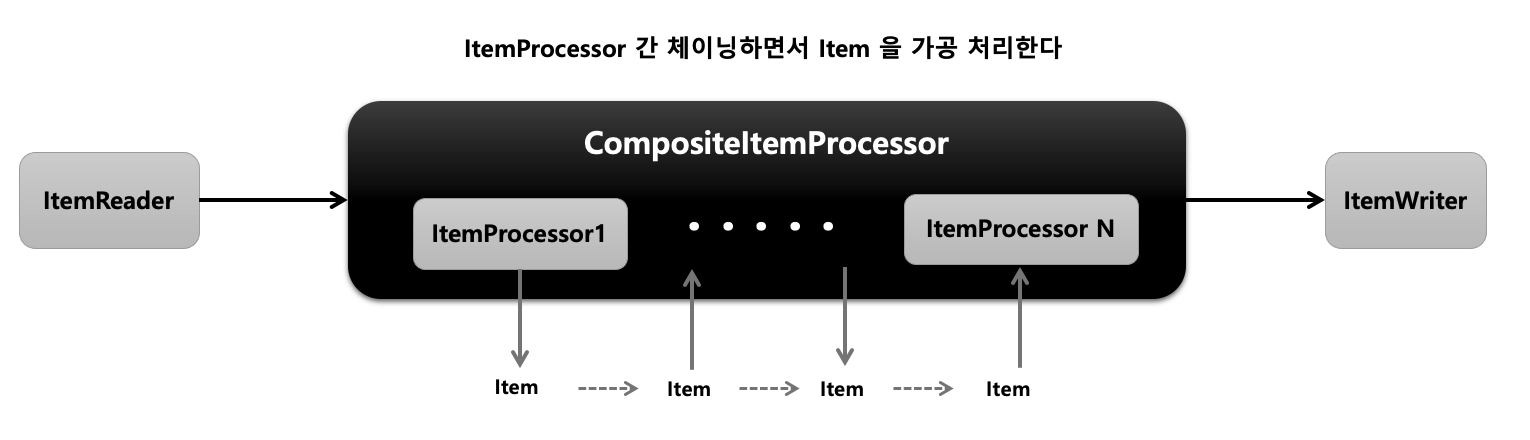 ItemProcessor 간 체이닝하면서 Item 을 가공 처리한다
CompositeItemProcessor
ItemReader
ItemProcessor1
ItemProcessor N
ItemWriter
Item
Item
Item
Item